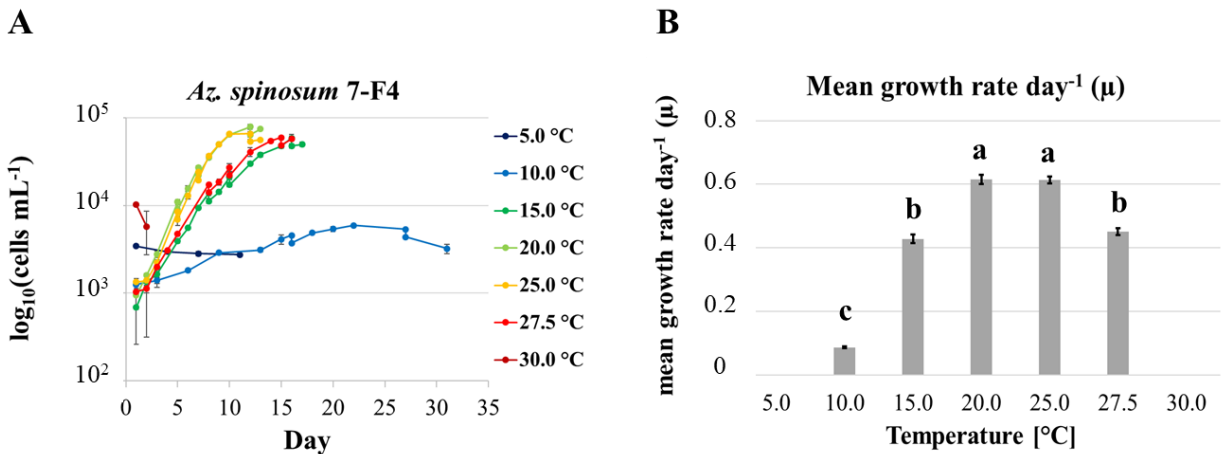 A
Az. spinosum 7-F4
log₁₀(cells mL⁻¹)
10⁵
10⁴
10³
10²
0 5 10 15 20 25 30 35
Day
5.0 °C
10.0 °C
15.0 °C
20.0 °C
25.0 °C
27.5 °C
30.0 °C
B
Mean growth rate day⁻¹ (µ)
mean growth rate day⁻¹ (µ)
0.8
0.6
0.4
0.2
0
c
b
a
a
b
5.0 10.0 15.0 20.0 25.0 27.5 30.0
Temperature [°C]